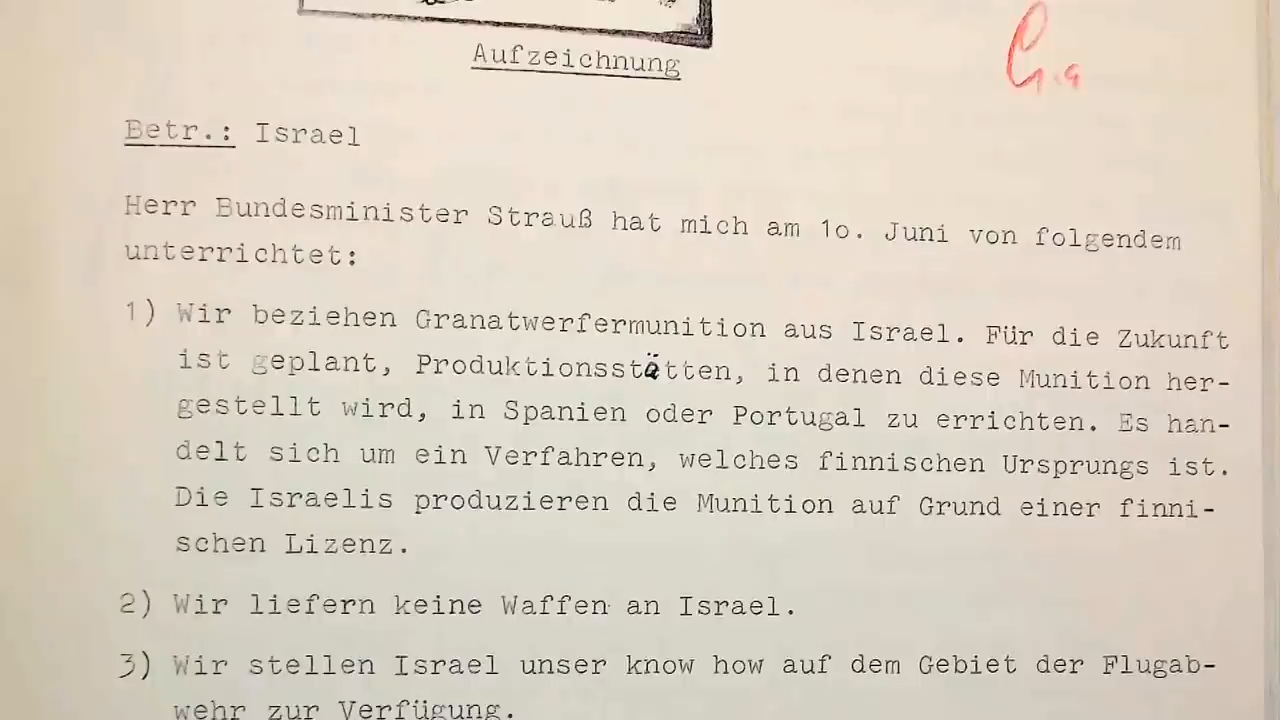 Aufzeichnung
Betr.: Israel
Herr Bundesminister Strauß hat mich am 1o. Juni von folgendem
unterrichtet:
1) Wir beziehen Granatwerfermunition aus Israel. Für die Zukunft
ist geplant, Produktionsstätten, in denen diese Munition her-
gestellt wird, in Spanien oder Portugal zu errichten. Es han-
delt sich um ein Verfahren, welches finnischen Ursprungs ist.
Die Israelis produzieren die Munition auf Grund einer finni-
schen Lizenz.
2) Wir liefern keine Waffen an Israel.
3) Wir stellen Israel unser know how auf dem Gebiet der Flugab-
wehr zur Verfügung.